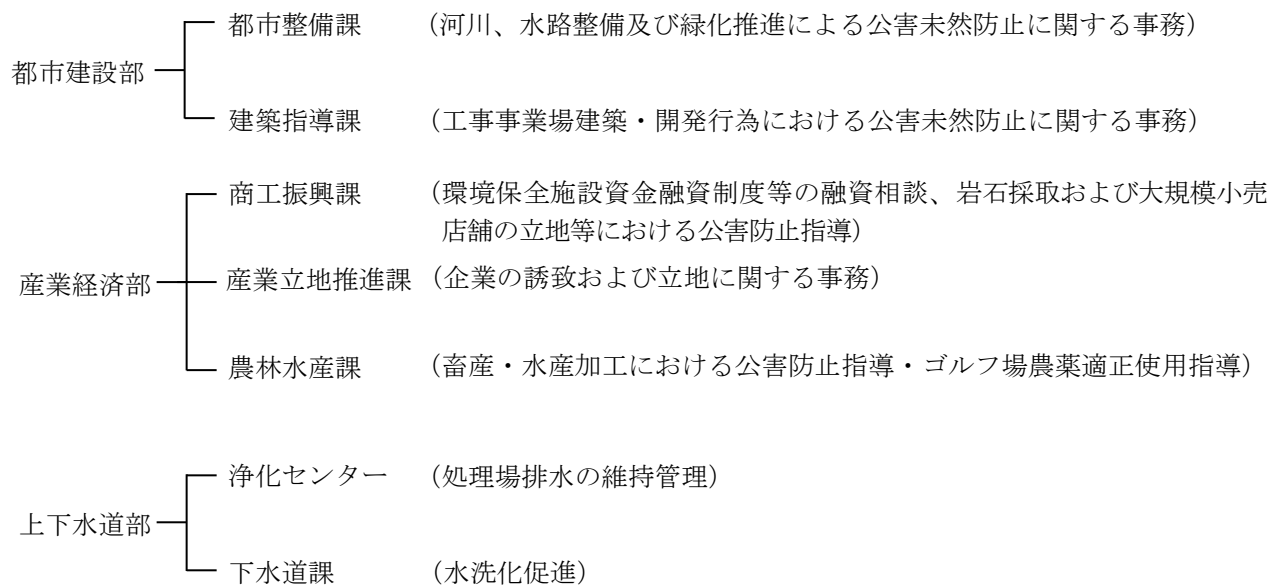 都市整備課 （河川、水路整備及び緑化推進による公害未然防止に関する事務）
都市建設部
建築指導課 （工事事業場建築・開発行為における公害未然防止に関する事務）
商工振興課 （環境保全施設資金融資制度等の融資相談、岩石採取および大規模小売
店舗の立地等における公害防止指導）
産業経済部 産業立地推進課 （企業の誘致および立地に関する事務）
農林水産課 （畜産・水産加工における公害防止指導・ゴルフ場農薬適正使用指導）
浄化センター （処理場排水の維持管理）
上下水道部
下水道課 （水洗化促進）